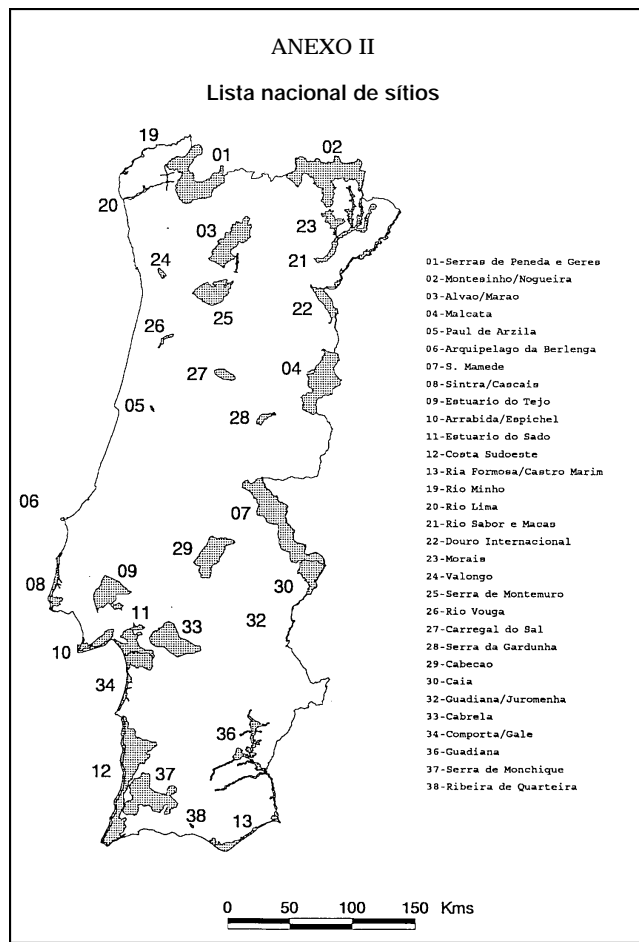 ANEXO II
Lista nacional de sítios
19
01
02
20
03
23
21
24
25
22
26
27
04
05
28
06
07
29
09
08
30
11
33
32
10
34
36
12
37
38
13
01-Serras de Peneda e Geres
02-Montesinho/Nogueira
03-Alvao/Marao
04-Malcata
05-Paul de Arzila
06-Arquipelago da Berlenga
07-S. Mamede
08-Sintra/Cascais
09-Estuario do Tejo
10-Arrabida/Espichel
11-Estuario do Sado
12-Costa Sudoeste
13-Ria Formosa/Castro Marim
19-Rio Minho
20-Rio Lima
21-Rio Sabor e Macas
22-Douro Internacional
23-Morais
24-Valongo
25-Serra de Montemuro
26-Rio Vouga
27-Carregal do Sal
28-Serra da Gardunha
29-Cabecao
30-Caia
32-Guadiana/Juromenha
33-Cabrela
34-Comporta/Gale
36-Guadiana
37-Serra de Monchique
38-Ribeira de Quarteira
0 50 100 150 Kms